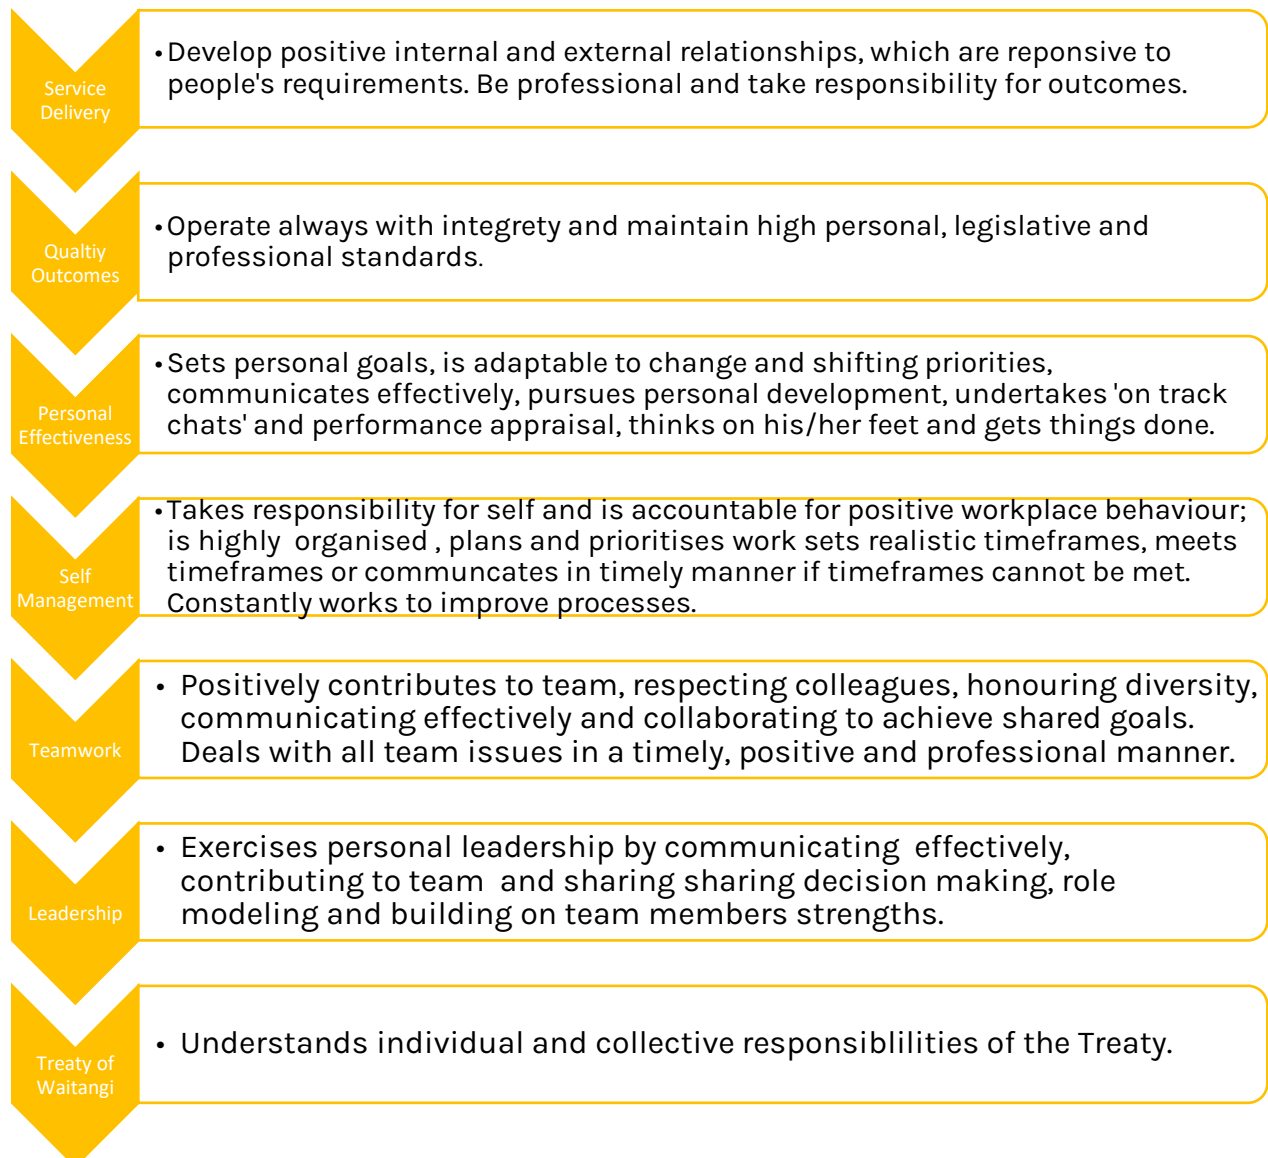 Service
Delivery
•Develop positive internal and external relationships, which are reponsive to
people's requirements. Be professional and take responsibility for outcomes.
Qualtiy
Outcomes
•Operate always with integrety and maintain high personal, legislative and
professional standards.
Personal
Effectiveness
•Sets personal goals, is adaptable to change and shifting priorities,
communicates effectively, pursues personal development, undertakes 'on track
chats' and performance appraisal, thinks on his/her feet and gets things done.
Self
Management
•Takes responsibility for self and is accountable for positive workplace behaviour;
is highly  organised , plans and prioritises work sets realistic timeframes, meets
timeframes or communcates in timely manner if timeframes cannot be met.
Constantly works to improve processes.
Teamwork
• Positively contributes to team, respecting colleagues, honouring diversity,
communicating effectively and collaborating to achieve shared goals.
Deals with all team issues in a timely, positive and professional manner.
Leadership
• Exercises personal leadership by communicating  effectively,
contributing to team  and sharing sharing decision making, role
modeling and building on team members strengths.
Treaty of
Waitangi
• Understands individual and collective responsiblilities of the Treaty.